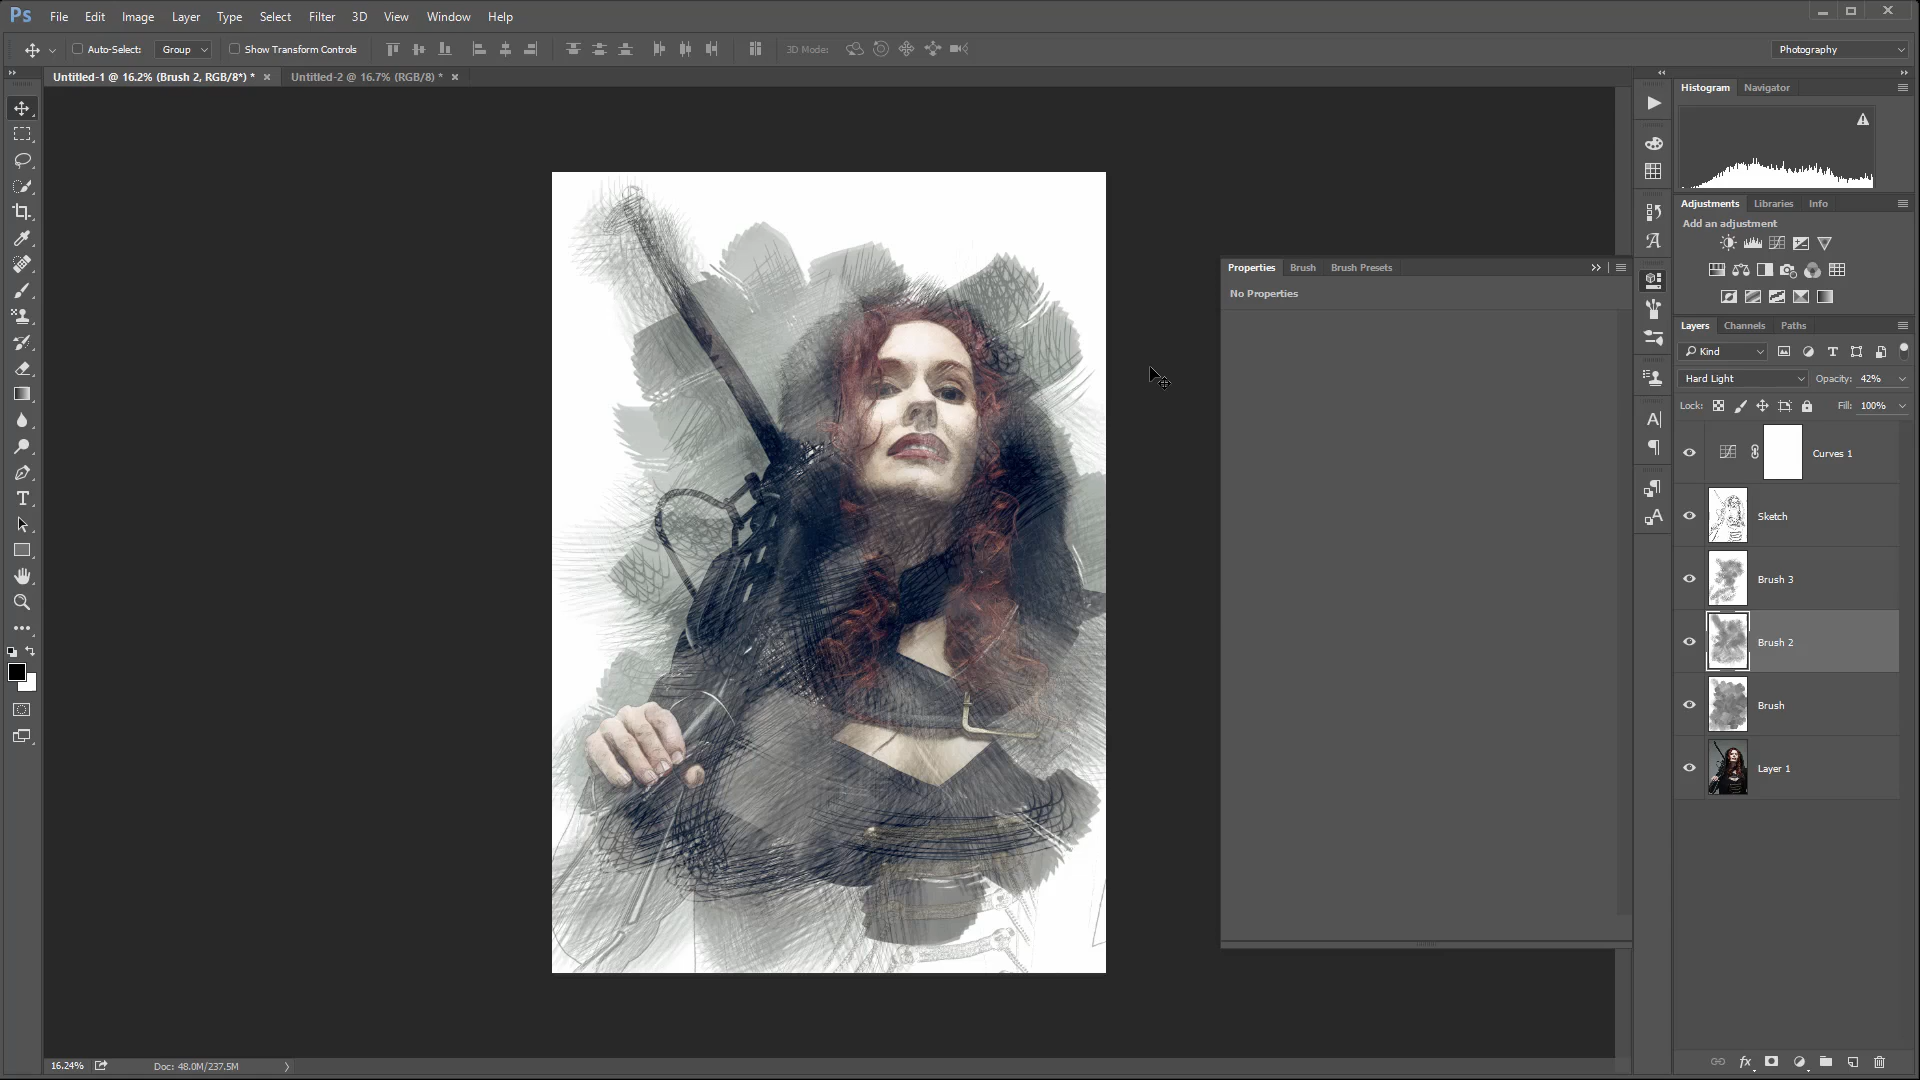 Ps File Edit Image Layer Type Select Filter 3D View Window Help
Auto-Select: Group Show Transform Controls 3D Mode: Photography
Untitled-1 @ 16.2% (Brush 2, RGB/8*) * × Untitled-2 @ 16.7% (RGB/8) * ×
Histogram Navigator
Adjustments Libraries Info
Add an adjustment
Properties Brush Brush Presets
No Properties
Layers Channels Paths
Kind
Hard Light Opacity: 42%
Lock: Fill: 100%
Curves 1
Sketch
Brush 3
Brush 2
Brush
Layer 1
16.24% Doc: 48.0M/237.5M